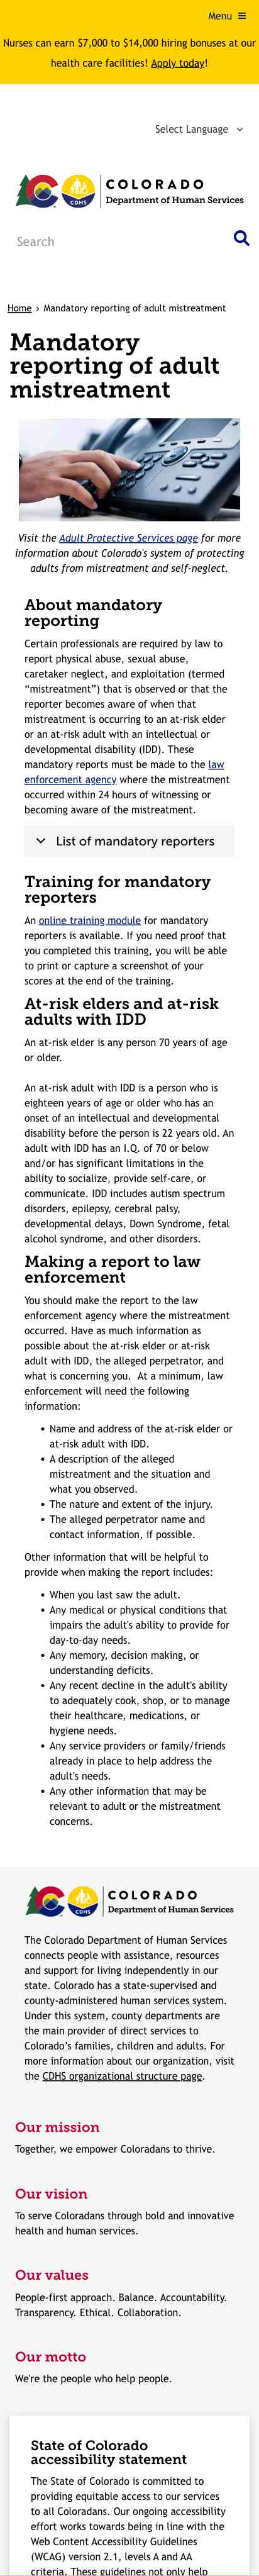 Menu ≡
Nurses can earn $7,000 to $14,000 hiring bonuses at our
health care facilities! Apply today!
Select Language
COLORADO
Department of Human Services
CDHS
Search
Home › Mandatory reporting of adult mistreatment
Mandatory
reporting of adult
mistreatment
Visit the Adult Protective Services page for more
information about Colorado's system of protecting
adults from mistreatment and self-neglect.
About mandatory
reporting
Certain professionals are required by law to
report physical abuse, sexual abuse,
caretaker neglect, and exploitation (termed
“mistreatment”) that is observed or that the
reporter becomes aware of when that
mistreatment is occurring to an at-risk elder
or an at-risk adult with an intellectual or
developmental disability (IDD). These
mandatory reports must be made to the law
enforcement agency where the mistreatment
occurred within 24 hours of witnessing or
becoming aware of the mistreatment.
List of mandatory reporters
Training for mandatory
reporters
An online training module for mandatory
reporters is available. If you need proof that
you completed this training, you will be able
to print or capture a screenshot of your
scores at the end of the training.
At-risk elders and at-risk
adults with IDD
An at-risk elder is any person 70 years of age
or older.
An at-risk adult with IDD is a person who is
eighteen years of age or older who has an
onset of an intellectual and developmental
disability before the person is 22 years old. An
adult with IDD has an I.Q. of 70 or below
and/or has significant limitations in the
ability to socialize, provide self-care, or
communicate. IDD includes autism spectrum
disorders, epilepsy, cerebral palsy,
developmental delays, Down Syndrome, fetal
alcohol syndrome, and other disorders.
Making a report to law
enforcement
You should make the report to the law
enforcement agency where the mistreatment
occurred. Have as much information as
possible about the at-risk elder or at-risk
adult with IDD, the alleged perpetrator, and
what is concerning you. At a minimum, law
enforcement will need the following
information:
• Name and address of the at-risk elder or
at-risk adult with IDD.
• A description of the alleged
mistreatment and the situation and
what you observed.
• The nature and extent of the injury.
• The alleged perpetrator name and
contact information, if possible.
Other information that will be helpful to
provide when making the report includes:
• When you last saw the adult.
• Any medical or physical conditions that
impairs the adult's ability to provide for
day-to-day needs.
• Any memory, decision making, or
understanding deficits.
• Any recent decline in the adult's ability
to adequately cook, shop, or to manage
their healthcare, medications, or
hygiene needs.
• Any service providers or family/friends
already in place to help address the
adult's needs.
• Any other information that may be
relevant to adult or the mistreatment
concerns.
COLORADO
Department of Human Services
CDHS
The Colorado Department of Human Services
connects people with assistance, resources
and support for living independently in our
state. Colorado has a state-supervised and
county-administered human services system.
Under this system, county departments are
the main provider of direct services to
Colorado’s families, children and adults. For
more information about our organization, visit
the CDHS organizational structure page.
Our mission
Together, we empower Coloradans to thrive.
Our vision
To serve Coloradans through bold and innovative
health and human services.
Our values
People-first approach. Balance. Accountability.
Transparency. Ethical. Collaboration.
Our motto
We're the people who help people.
State of Colorado
accessibility statement
The State of Colorado is committed to
providing equitable access to our services
to all Coloradans. Our ongoing accessibility
effort works towards being in line with the
Web Content Accessibility Guidelines
(WCAG) version 2.1, levels A and AA
criteria. These guidelines not only help